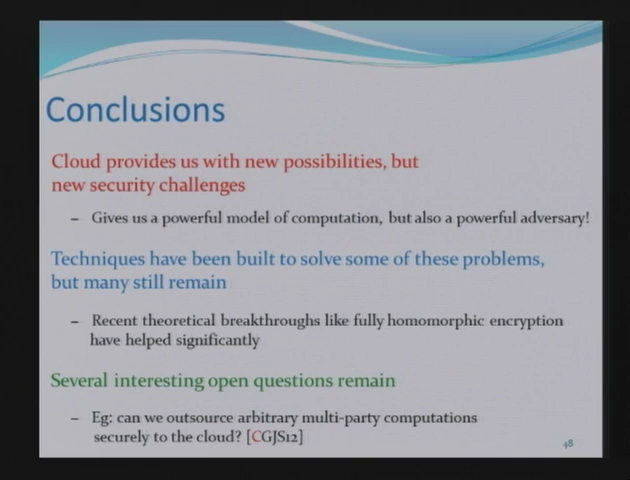 Conclusions
Cloud provides us with new possibilities, but
new security challenges
– Gives us a powerful model of computation, but also a powerful adversary!
Techniques have been built to solve some of these problems,
but many still remain
– Recent theoretical breakthroughs like fully homomorphic encryption
have helped significantly
Several interesting open questions remain
– Eg: can we outsource arbitrary multi-party computations
securely to the cloud? [CGJS12]
48